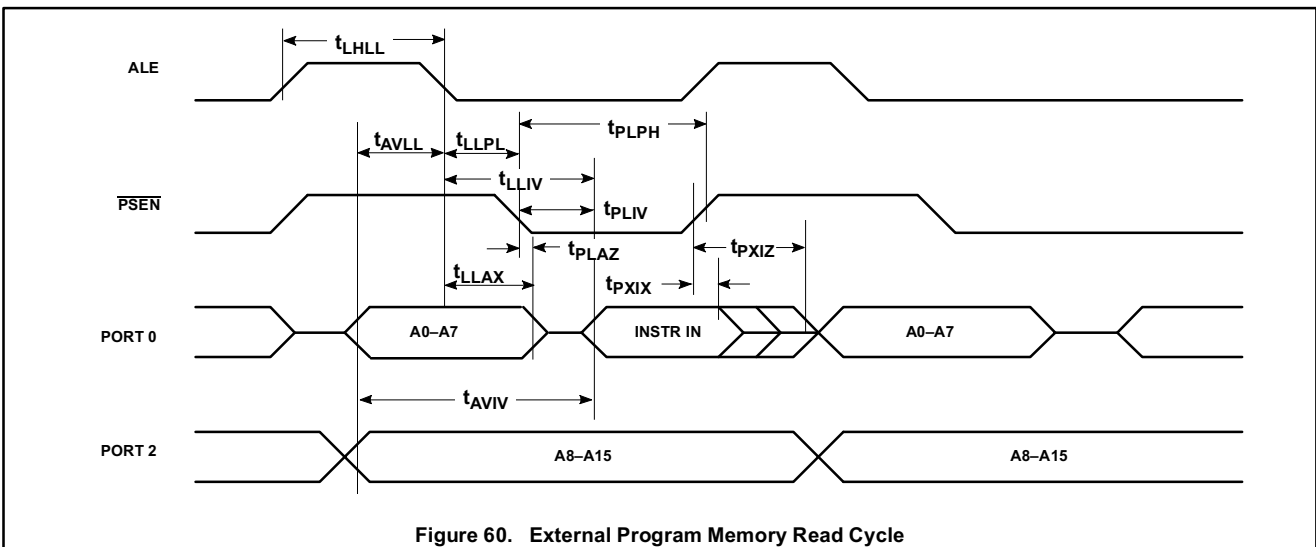 tLHLL
ALE
tPLPH
tAVLL tLLPL
tLLIV
PSEN
tPLIV
tPLAZ
tPXIZ
tLLAX
tPXIX
PORT 0 A0–A7 INSTR IN A0–A7
tAVIV
PORT 2 A8–A15 A8–A15
Figure 60. External Program Memory Read Cycle